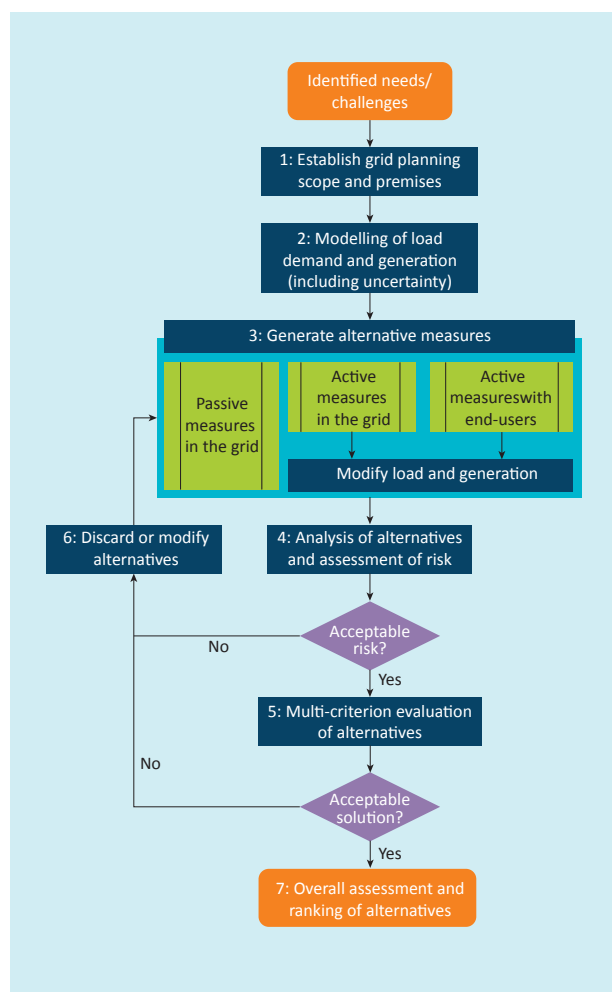 Identified needs/
challenges
1: Establish grid planning
scope and premises
2: Modelling of load
demand and generation
(including uncertainty)
3: Generate alternative measures
Passive
measures
in the grid
Active
measures
in the grid
Active
measureswith
end-users
Modify load and generation
6: Discard or modify
alternatives
4: Analysis of alternatives
and assessment of risk
Acceptable
risk?
No
Yes
5: Multi-criterion evaluation
of alternatives
No
Acceptable
solution?
Yes
7: Overall assessment and
ranking of alternatives